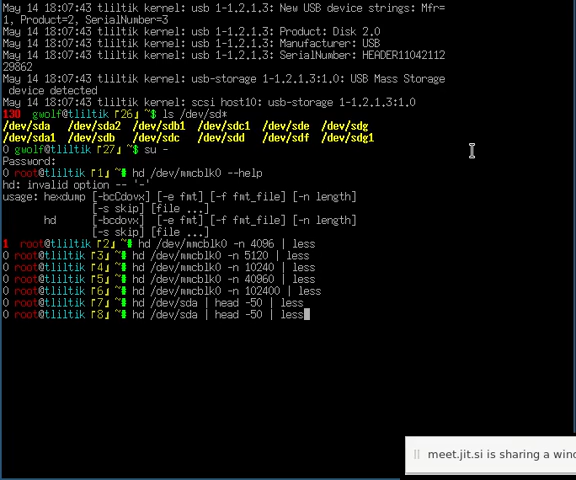 May 14 18:07:43 tliltik kernel: usb 1-1.2.1.3: New USB device strings: Mfr=
1, Product=2, SerialNumber=3
May 14 18:07:43 tliltik kernel: usb 1-1.2.1.3: Product: Disk 2.0
May 14 18:07:43 tliltik kernel: usb 1-1.2.1.3: Manufacturer: USB
May 14 18:07:43 tliltik kernel: usb 1-1.2.1.3: SerialNumber: HEADER11042112
29862
May 14 18:07:43 tliltik kernel: usb-storage 1-1.2.1.3:1.0: USB Mass Storage
device detected
May 14 18:07:43 tliltik kernel: scsi host10: usb-storage 1-1.2.1.3:1.0
130 gwolf@tliltik『26』~$ ls /dev/sd*
/dev/sda /dev/sda2 /dev/sdb1 /dev/sdc1 /dev/sde /dev/sdg
/dev/sda1 /dev/sdb /dev/sdc /dev/sdd /dev/sdf /dev/sdg1
0 gwolf@tliltik『27』~$ su -
Password:
0 root@tliltik『1』~# hd /dev/mmcblk0 --help
hd: invalid option -- '-'
usage: hexdump [-bcCdovx] [-e fmt] [-f fmt_file] [-n length]
[-s skip] [file ...]
hd [-bcdovx] [-e fmt] [-f fmt_file] [-n length]
[-s skip] [file ...]
1 root@tliltik『2』~# hd /dev/mmcblk0 -n 4096 | less
0 root@tliltik『3』~# hd /dev/mmcblk0 -n 5120 | less
0 root@tliltik『4』~# hd /dev/mmcblk0 -n 10240 | less
0 root@tliltik『5』~# hd /dev/mmcblk0 -n 40960 | less
0 root@tliltik『6』~# hd /dev/mmcblk0 -n 102400 | less
0 root@tliltik『7』~# hd /dev/sda | head -50 | less
0 root@tliltik『8』~# hd /dev/sda | head -50 | less
meet.jit.si is sharing a wind